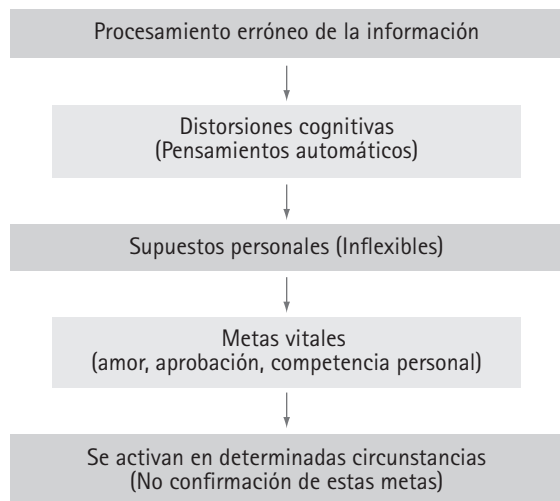 Procesamiento erróneo de la información
Distorsiones cognitivas
(Pensamientos automáticos)
Supuestos personales (Inflexibles)
Metas vitales
(amor, aprobación, competencia personal)
Se activan en determinadas circunstancias
(No confirmación de estas metas)